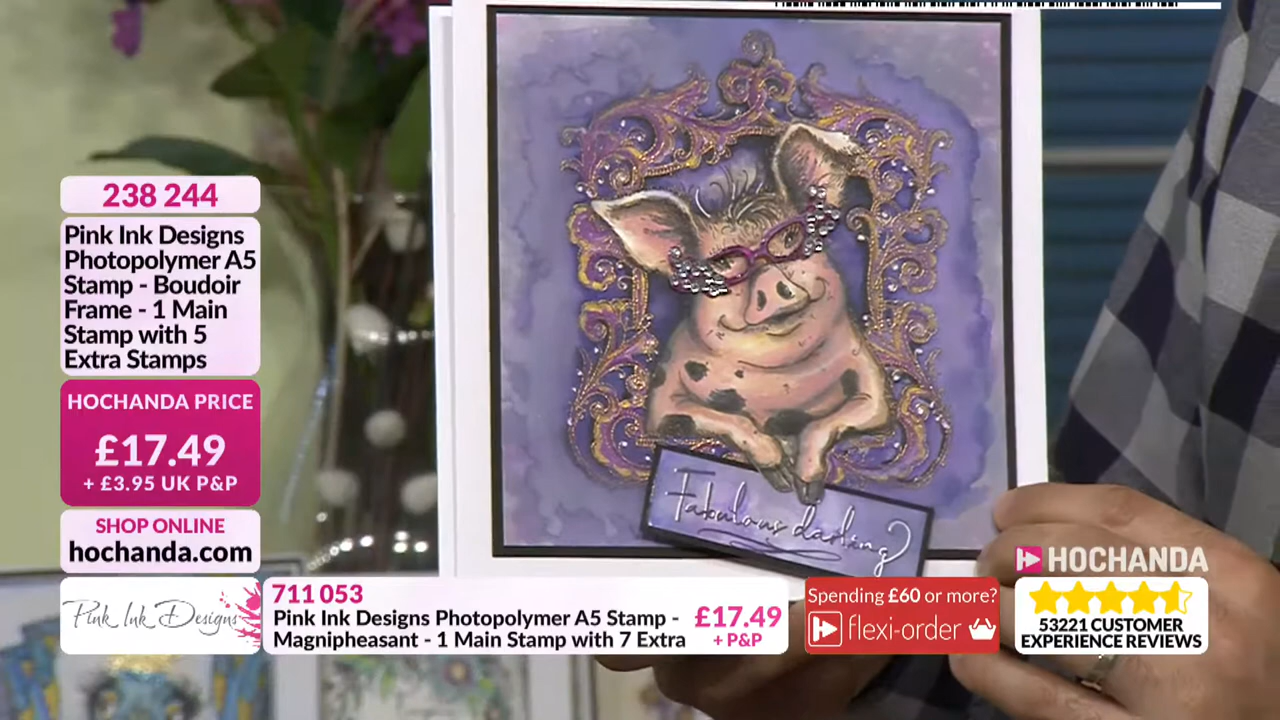 238 244
Pink Ink Designs
Photopolymer A5
Stamp - Boudoir
Frame - 1 Main
Stamp with 5
Extra Stamps
HOCHANDA PRICE
£17.49
+ £3.95 UK P&P
SHOP ONLINE
hochanda.com
Fabulous darling
HOCHANDA
Pink Ink Designs
711 053
Pink Ink Designs Photopolymer A5 Stamp -
Magnipheasant - 1 Main Stamp with 7 Extra
£17.49
+ P&P
Spending £60 or more?
flexi-order
53221 CUSTOMER
EXPERIENCE REVIEWS